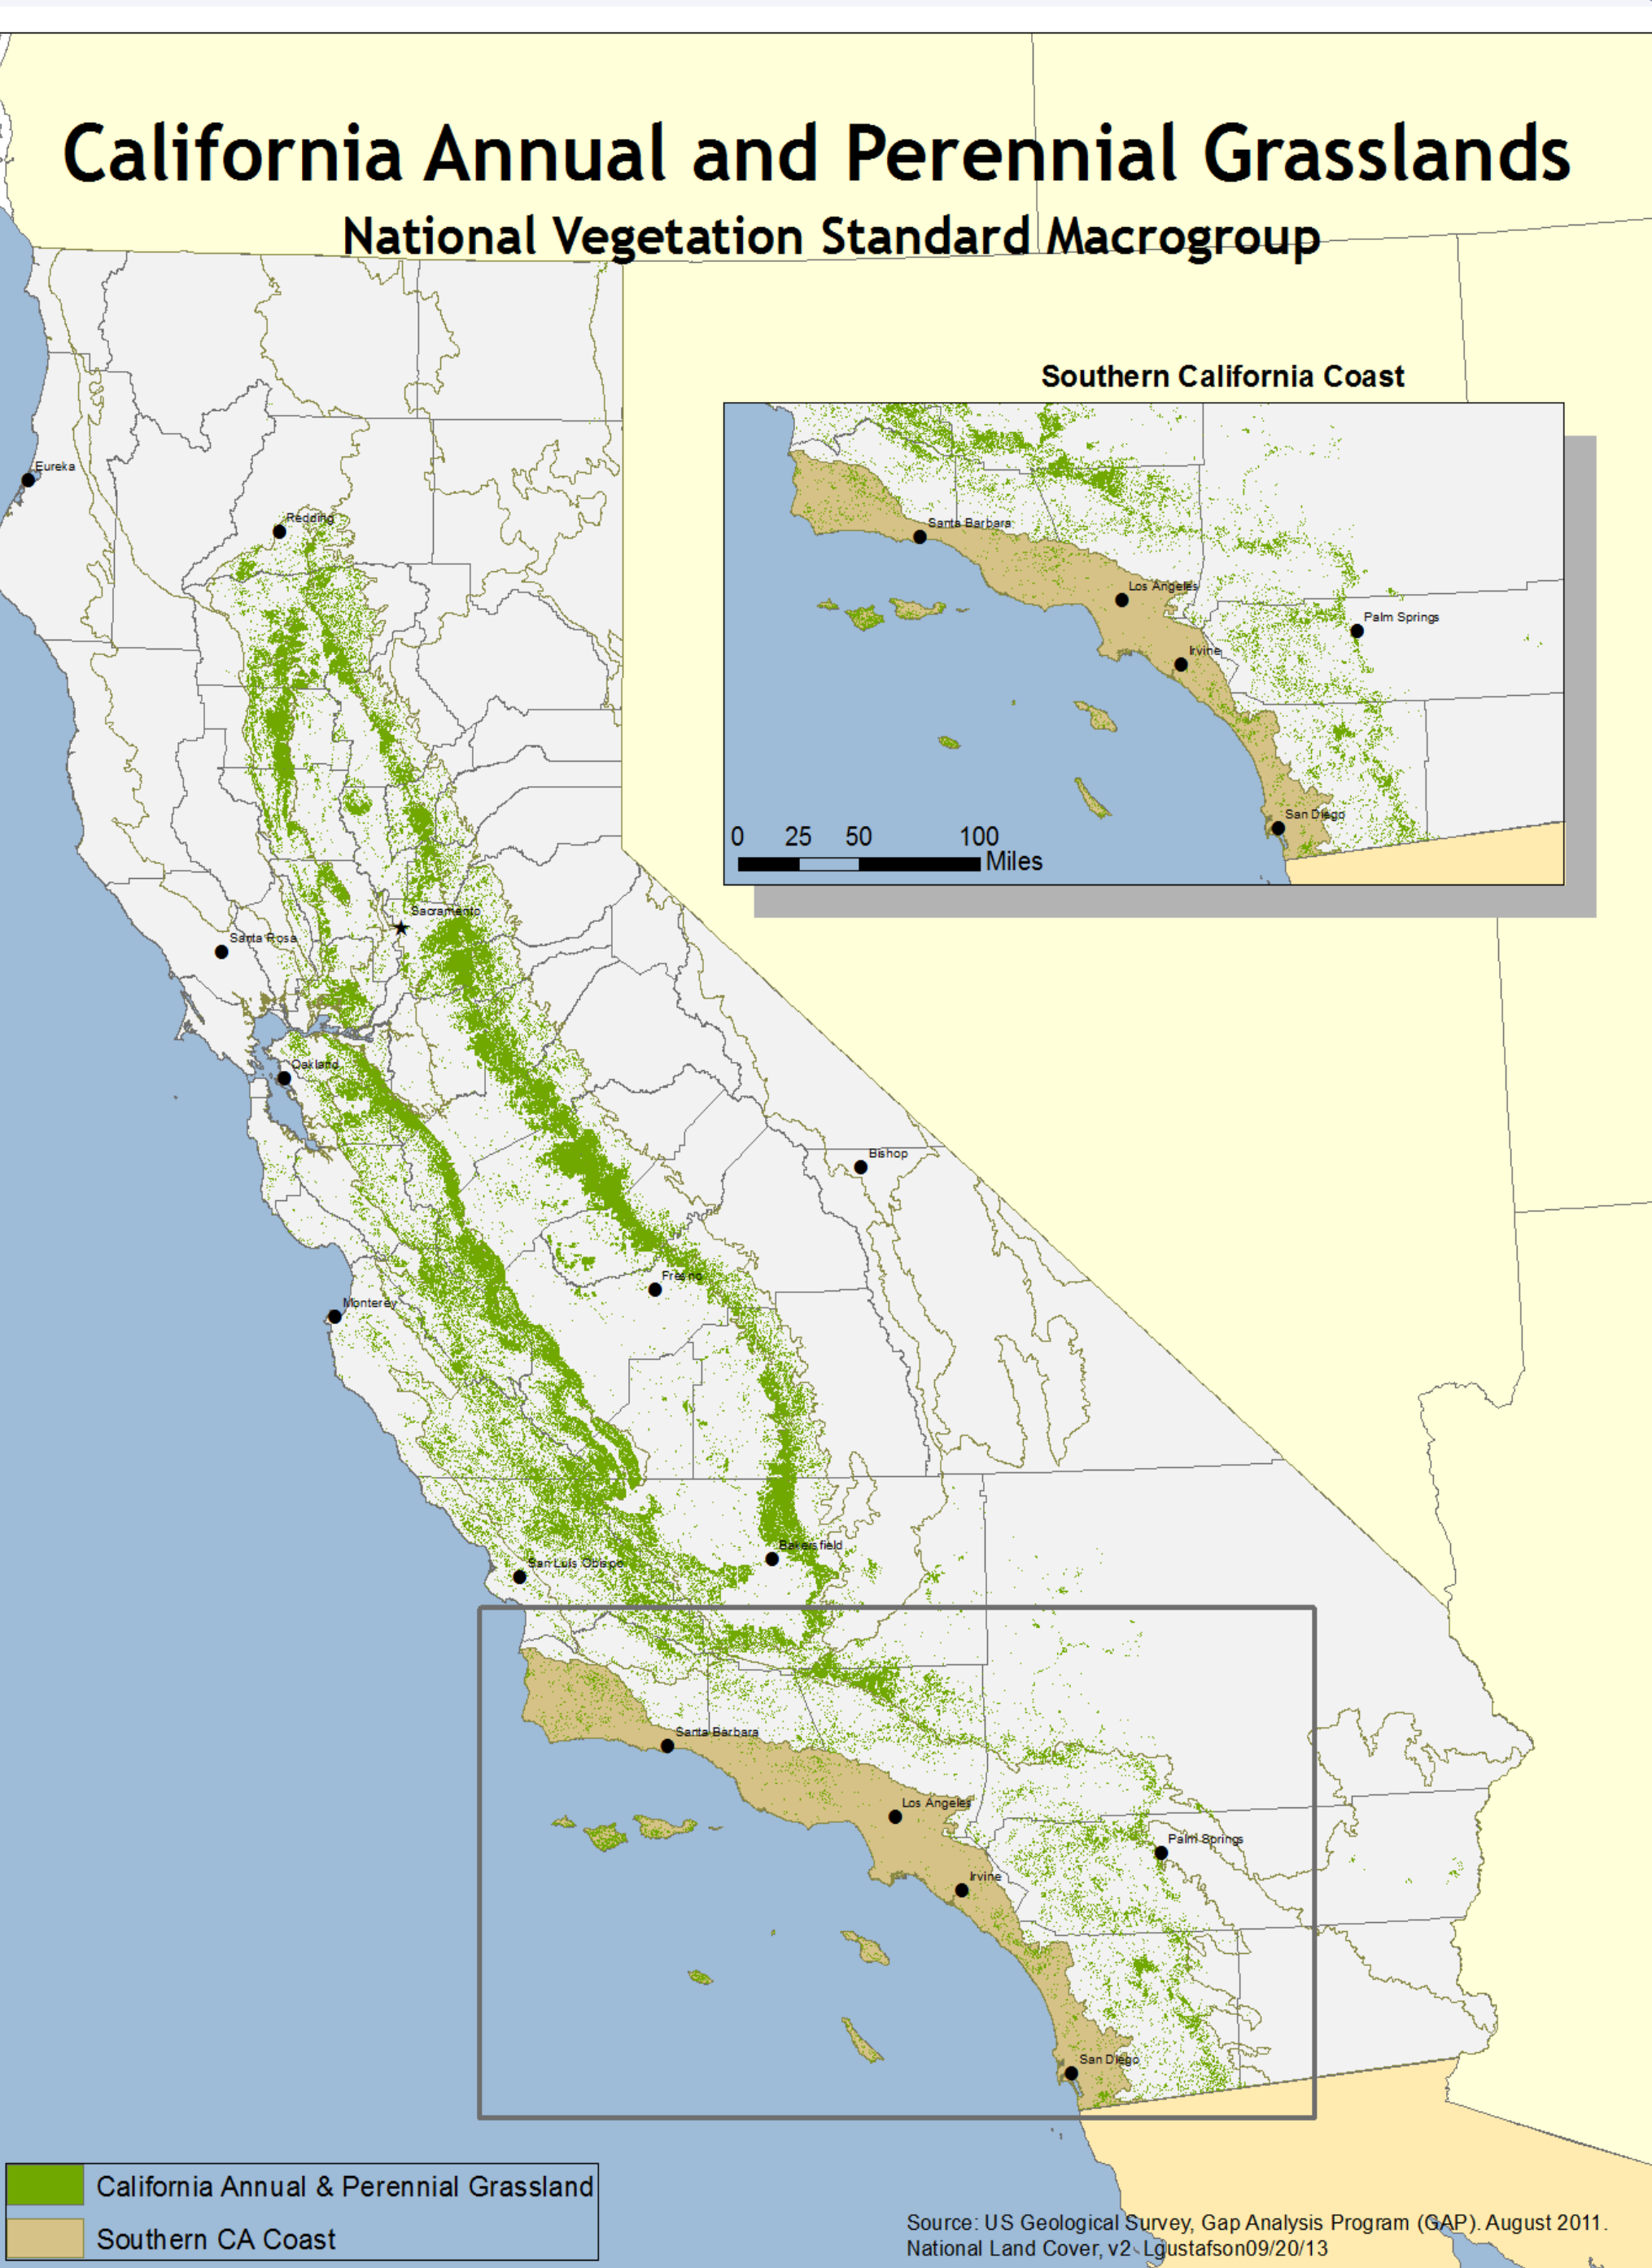 California Annual and Perennial Grasslands
National Vegetation Standard Macrogroup
Southern California Coast
Santa Barbara
Los Angeles
Palm Springs
Irvine
San Diego
0 25 50 100
Miles
Eureka
Redding
Sacramento
Santa Rosa
Oakland
Bishop
Fresno
Monterey
Bakersfield
San Luis Obispo
Santa Barbara
Los Angeles
Palm Springs
Irvine
San Diego
California Annual & Perennial Grassland
Southern CA Coast
Source: US Geological Survey, Gap Analysis Program (GAP). August 2011.
National Land Cover, v2. Lgustafson09/20/13